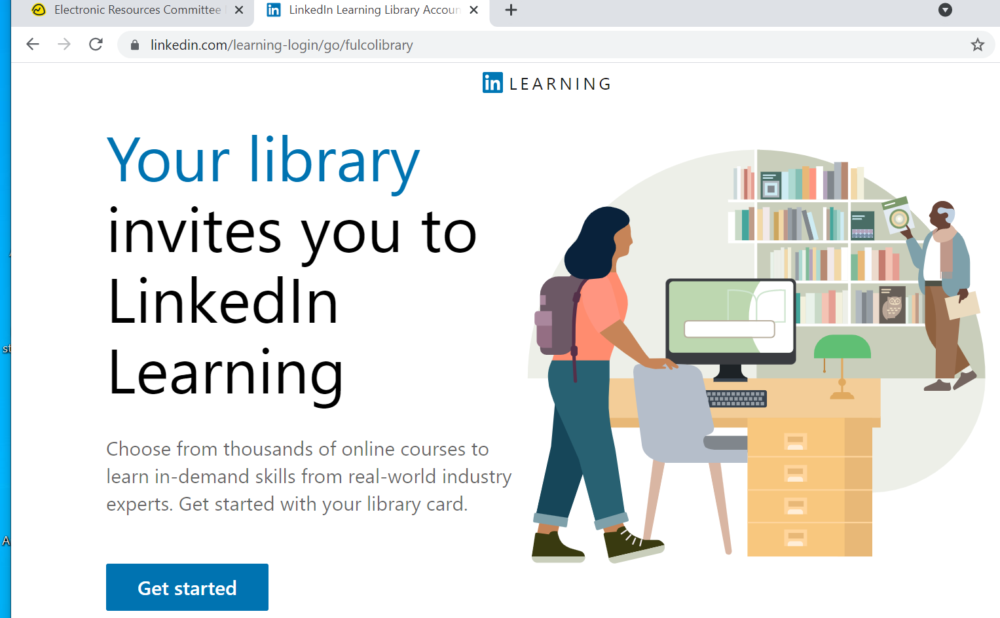 Electronic Resources Committee
LinkedIn Learning Library Accoun
linkedin.com/learning-login/go/fulcolibrary
in LEARNING
Your library
invites you to
LinkedIn
Learning
Choose from thousands of online courses to
learn in-demand skills from real-world industry
experts. Get started with your library card.
Get started
st
A